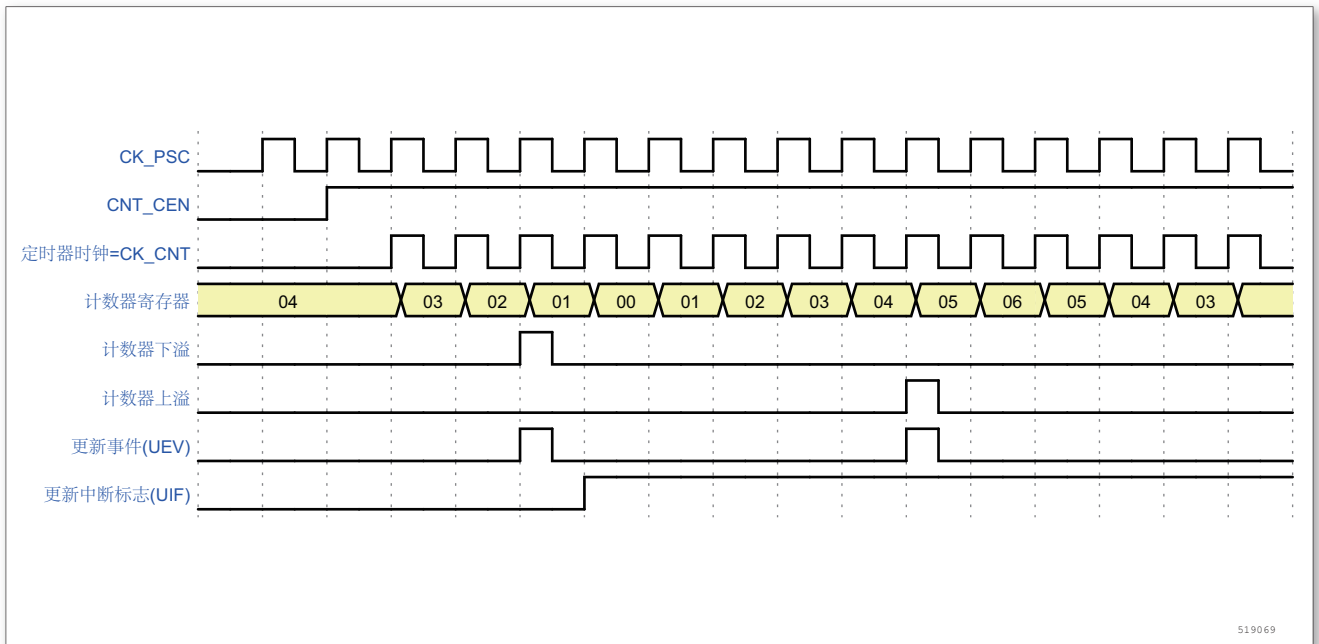 CK_PSC
CNT_CEN
定时器时钟=CK_CNT
计数器寄存器 04 03 02 01 00 01 02 03 04 05 06 05 04 03
计数器下溢
计数器上溢
更新事件(UEV)
更新中断标志(UIF)
519069